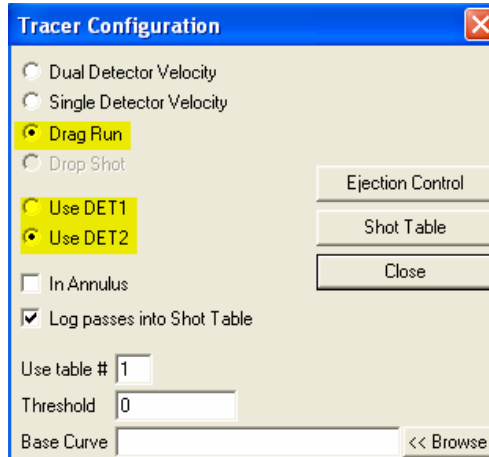 Tracer Configuration
Dual Detector Velocity
Single Detector Velocity
Drag Run
Drop Shot
Ejection Control
Use DET1
Shot Table
Use DET2
Close
In Annulus
Log passes into Shot Table
Use table # 1
Threshold 0
Base Curve << Browse